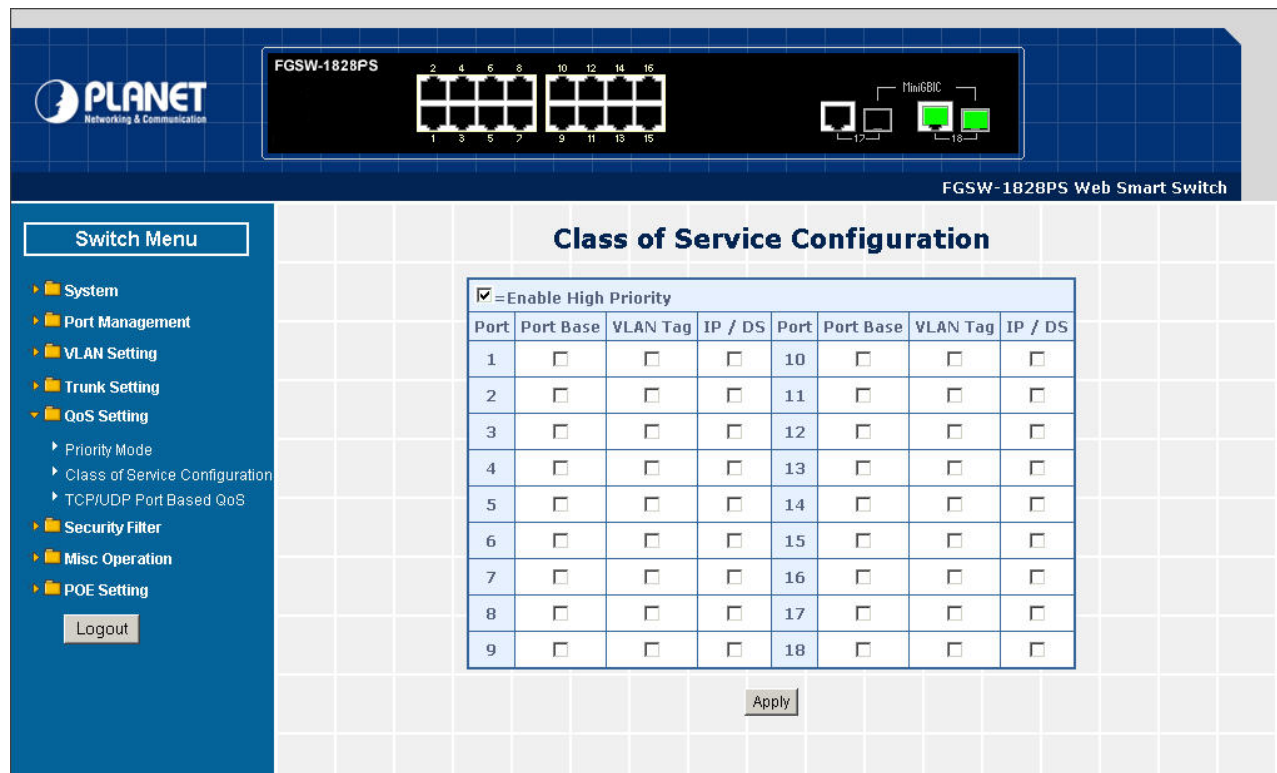 PLANET
Networking & Communication
FGSW-1828PS
2 4 6 8 10 12 14 16
1 3 5 7 9 11 13 15
MiniGBIC
17 18
FGSW-1828PS Web Smart Switch
Switch Menu
System
Port Management
VLAN Setting
Trunk Setting
QoS Setting
Priority Mode
Class of Service Configuration
TCP/UDP Port Based QoS
Security Filter
Misc Operation
POE Setting
Logout
Class of Service Configuration
=Enable High Priority
Port Port Base VLAN Tag IP / DS Port Port Base VLAN Tag IP / DS
1 10
2 11
3 12
4 13
5 14
6 15
7 16
8 17
9 18
Apply